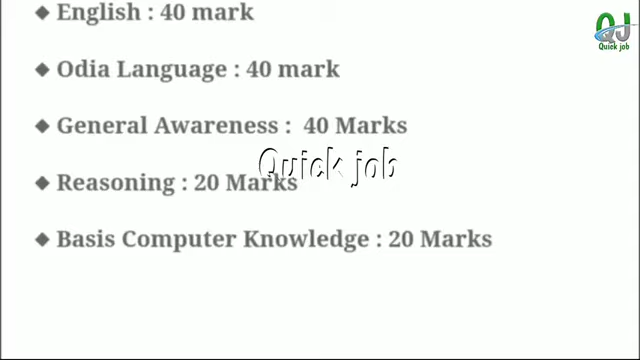 ◆ English : 40 mark
QJ
Quick job
◆ Odia Language : 40 mark
◆ General Awareness :  40 Marks
Quick job
◆ Reasoning : 20 Marks
◆ Basis Computer Knowledge : 20 Marks